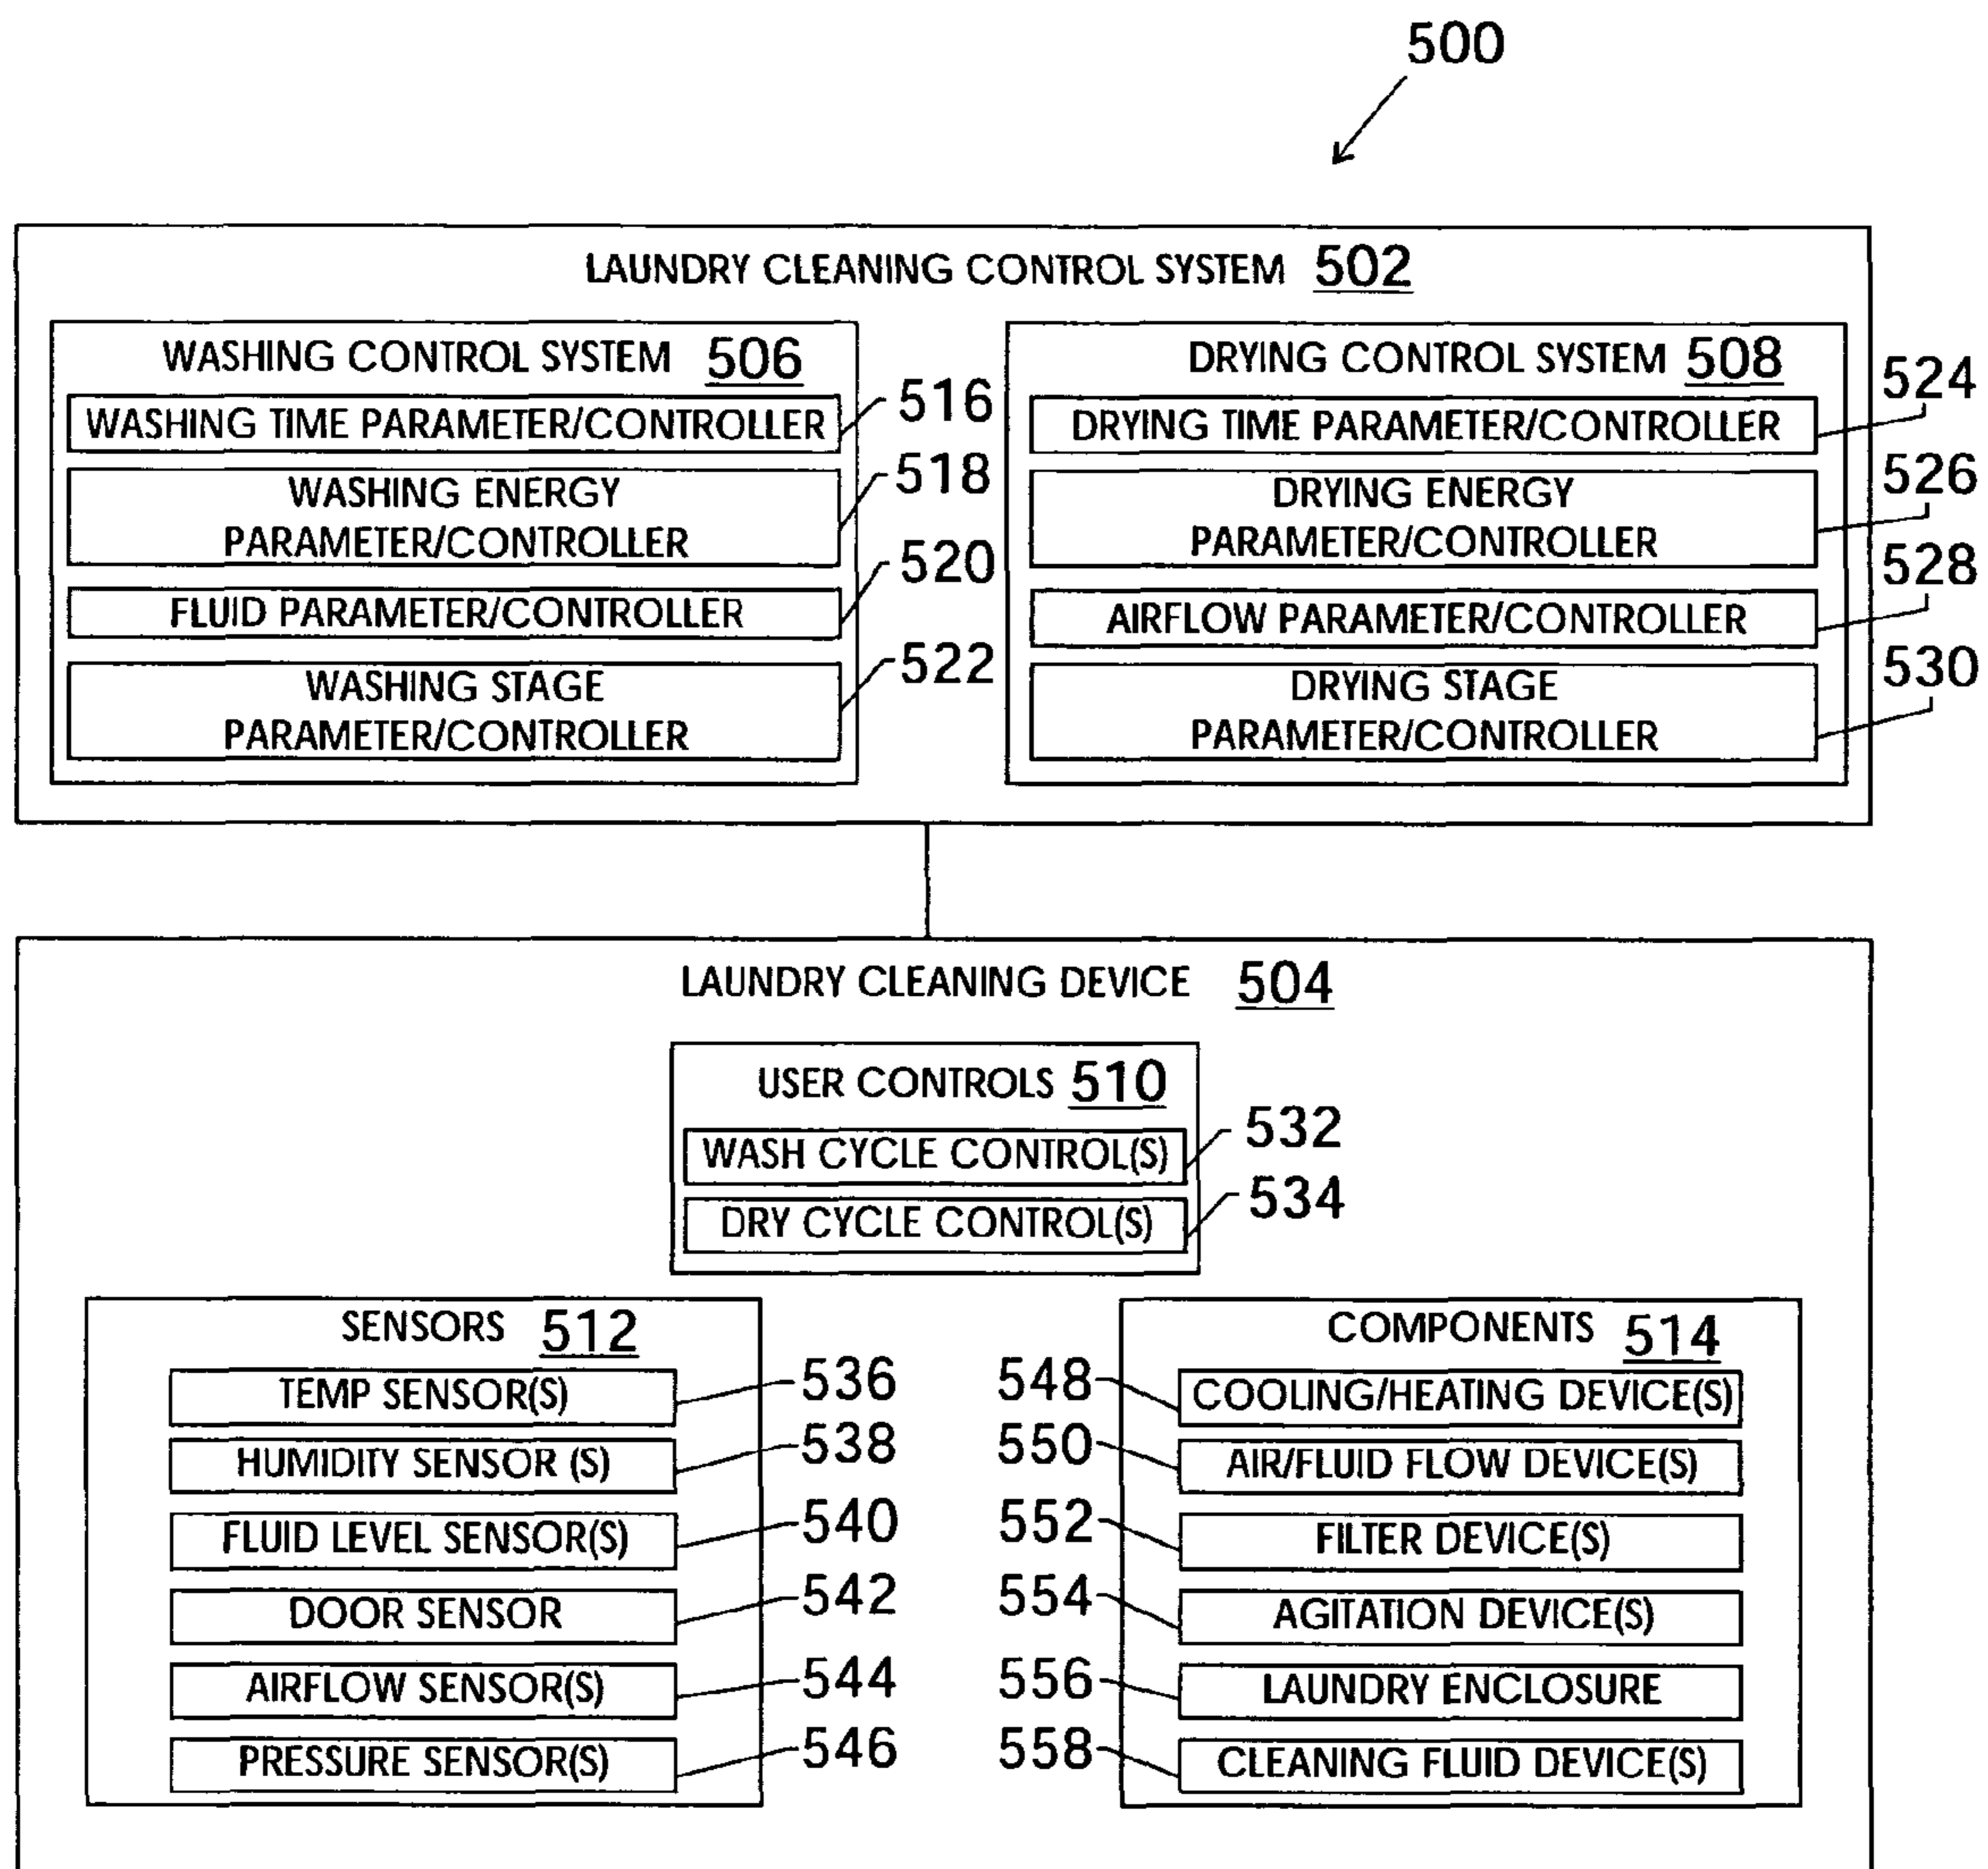 500
LAUNDRY CLEANING CONTROL SYSTEM 502
WASHING CONTROL SYSTEM 506
WASHING TIME PARAMETER/CONTROLLER
516
WASHING ENERGY
PARAMETER/CONTROLLER
518
FLUID PARAMETER/CONTROLLER
520
WASHING STAGE
PARAMETER/CONTROLLER
522
DRYING CONTROL SYSTEM 508
DRYING TIME PARAMETER/CONTROLLER
524
DRYING ENERGY
PARAMETER/CONTROLLER
526
AIRFLOW PARAMETER/CONTROLLER
528
DRYING STAGE
PARAMETER/CONTROLLER
530
LAUNDRY CLEANING DEVICE 504
USER CONTROLS 510
WASH CYCLE CONTROL(S)
532
DRY CYCLE CONTROL(S)
534
SENSORS 512
TEMP SENSOR(S)
536
HUMIDITY SENSOR (S)
538
FLUID LEVEL SENSOR(S)
540
DOOR SENSOR
542
AIRFLOW SENSOR(S)
544
PRESSURE SENSOR(S)
546
COMPONENTS 514
548
COOLING/HEATING DEVICE(S)
550
AIR/FLUID FLOW DEVICE(S)
552
FILTER DEVICE(S)
554
AGITATION DEVICE(S)
556
LAUNDRY ENCLOSURE
558
CLEANING FLUID DEVICE(S)